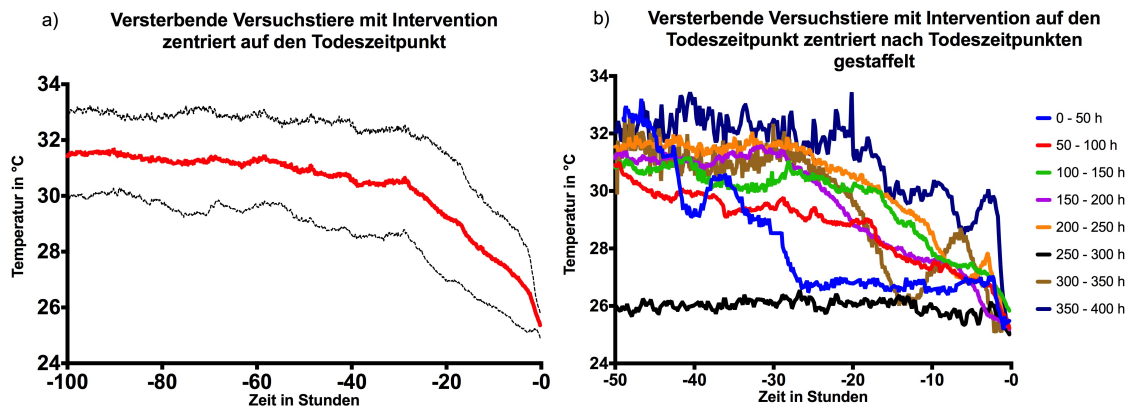 a)
Versterbende Versuchstiere mit Intervention
zentriert auf den Todeszeitpunkt
34
32
30
28
26
24
Temperatur in °C
-100
-80
-60
-40
-20
-0
Zeit in Stunden
b)
Versterbende Versuchstiere mit Intervention auf den
Todeszeitpunkt zentriert nach Todeszeitpunkten
gestaffelt
34
32
30
28
26
24
Temperatur in °C
-50
-40
-30
-20
-10
-0
Zeit in Stunden
0 - 50 h
50 - 100 h
100 - 150 h
150 - 200 h
200 - 250 h
250 - 300 h
300 - 350 h
350 - 400 h